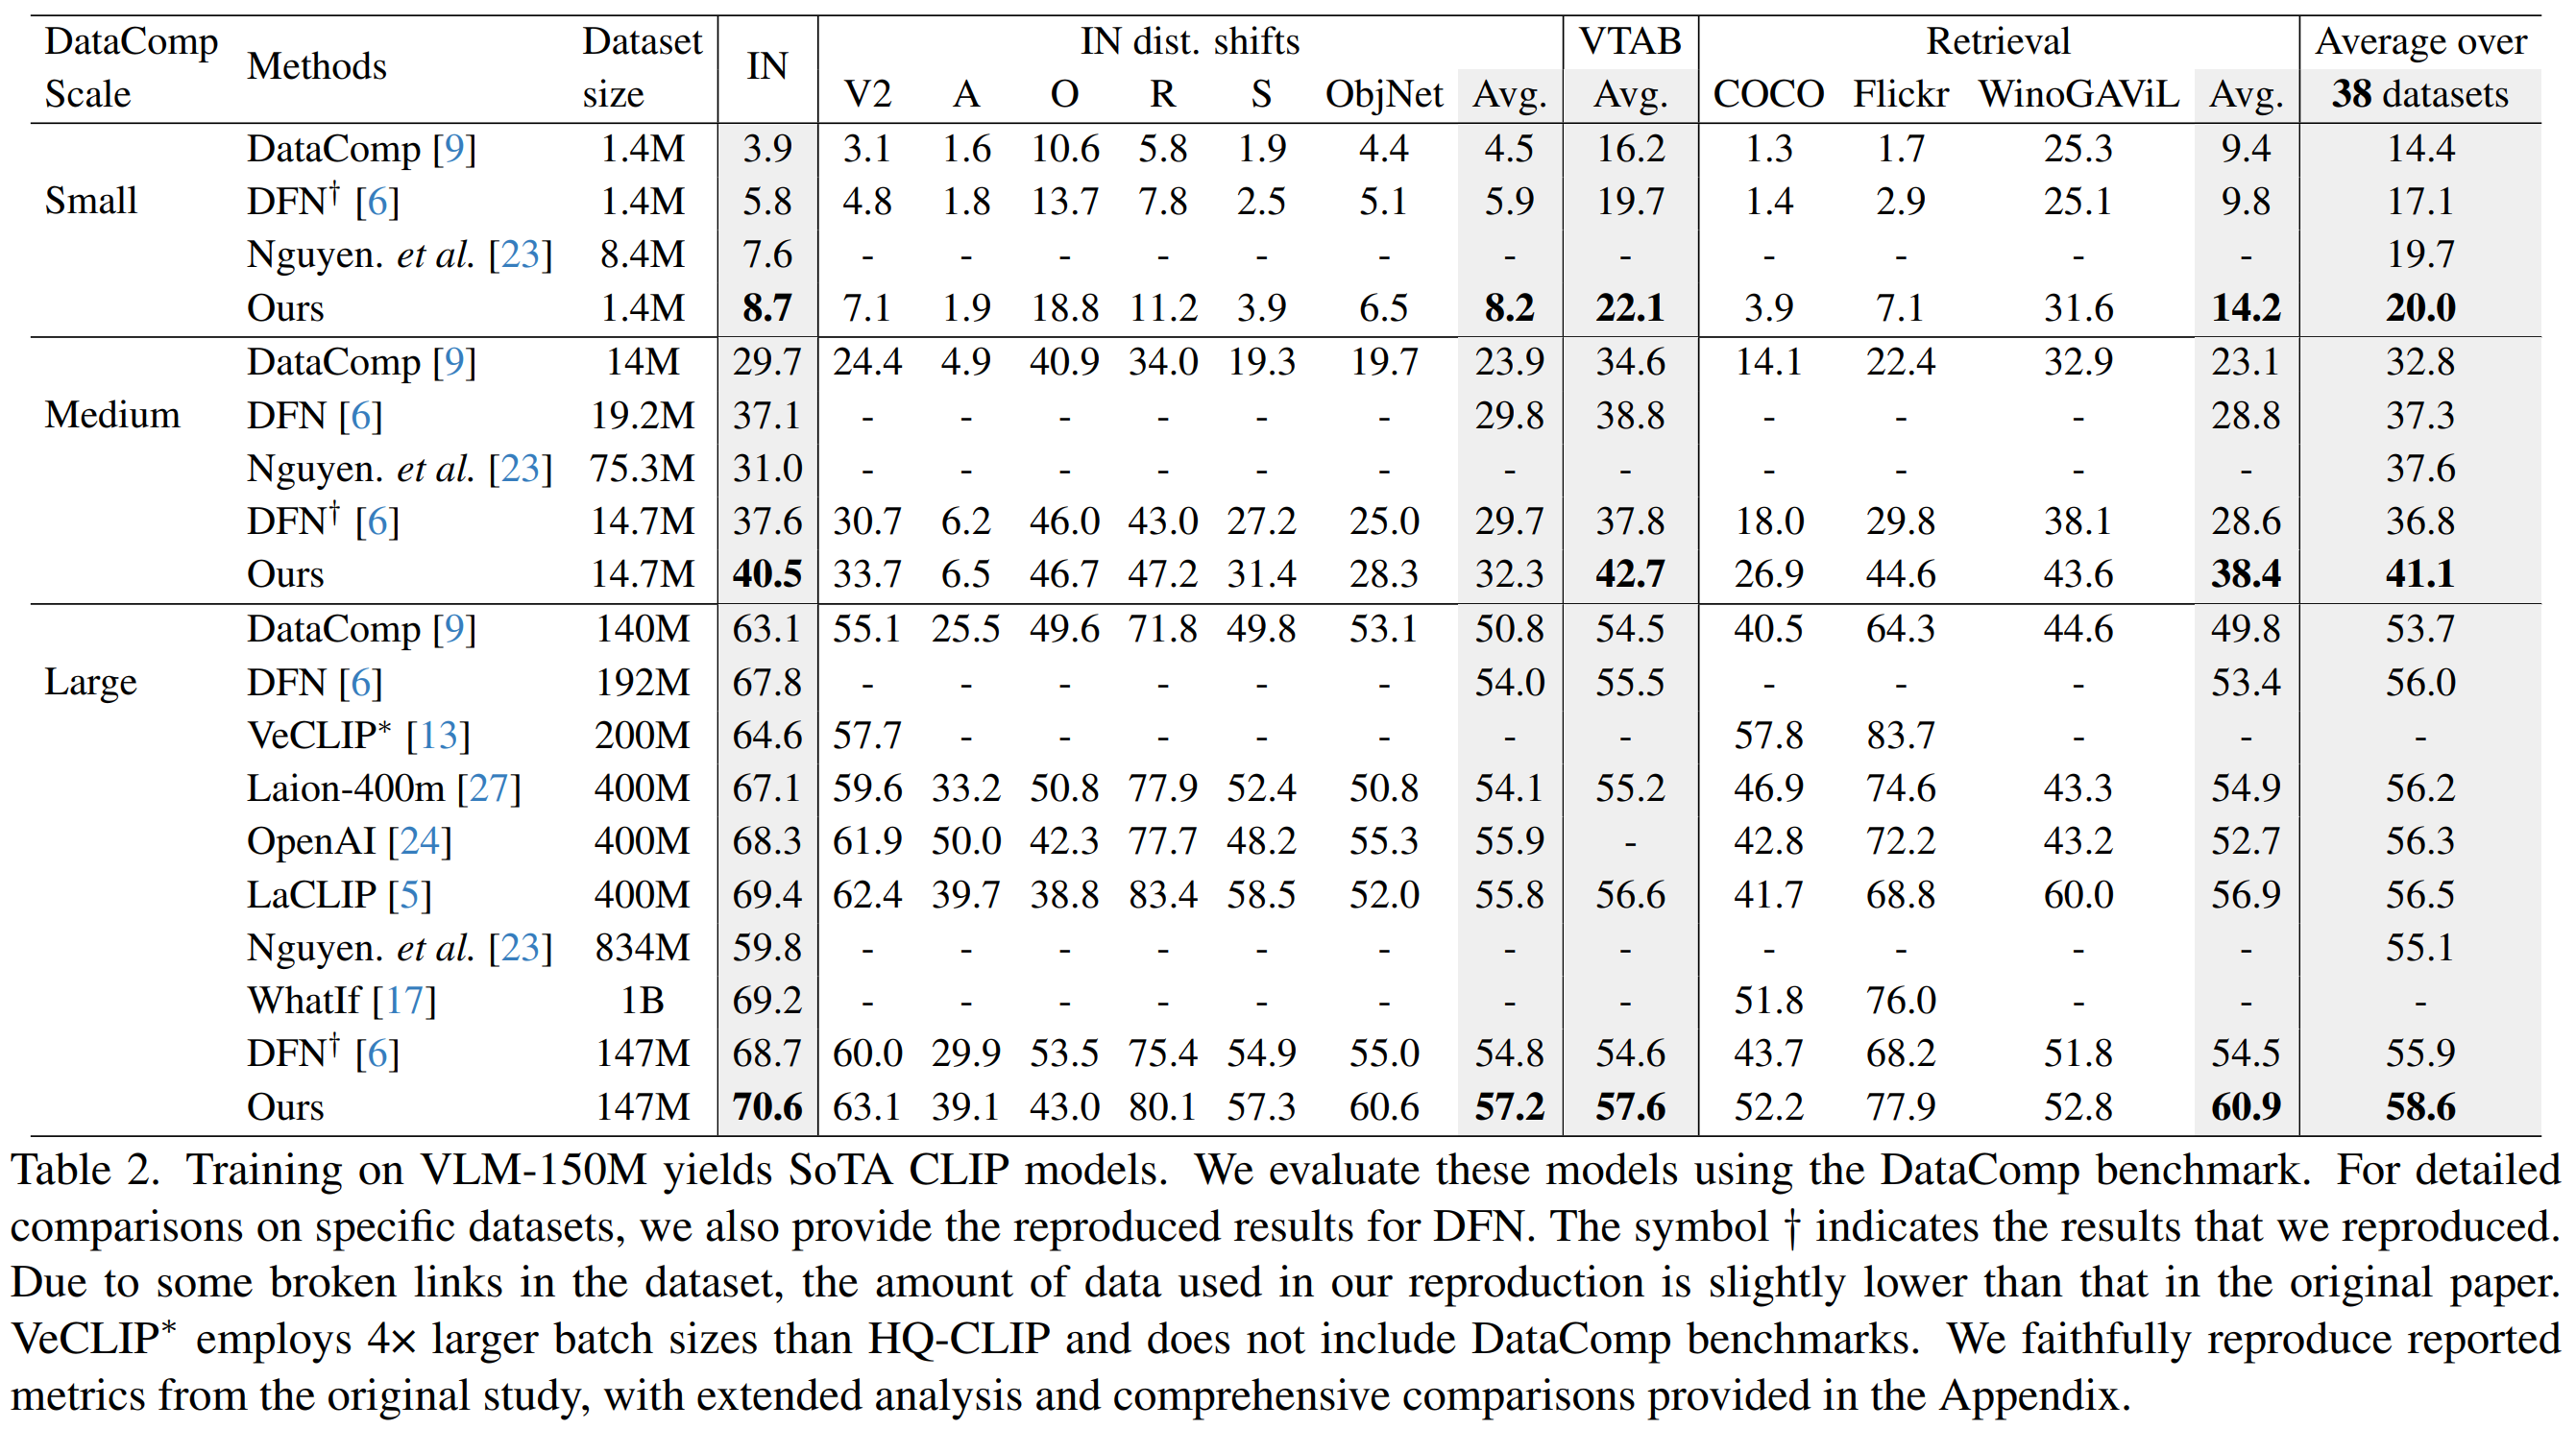 DataComp Scale Methods Dataset size IN IN dist. shifts VTAB Retrieval Average over
V2 A O R S ObjNet Avg. Avg. COCO Flickr WinoGAViL Avg. 38 datasets
DataComp [9] 1.4M 3.9 3.1 1.6 10.6 5.8 1.9 4.4 4.5 16.2 1.3 1.7 25.3 9.4 14.4
Small DFN† [6] 1.4M 5.8 4.8 1.8 13.7 7.8 2.5 5.1 5.9 19.7 1.4 2.9 25.1 9.8 17.1
Nguyen. et al. [23] 8.4M 7.6 - - - - - - - - - - - - 19.7
Ours 1.4M 8.7 7.1 1.9 18.8 11.2 3.9 6.5 8.2 22.1 3.9 7.1 31.6 14.2 20.0
DataComp [9] 14M 29.7 24.4 4.9 40.9 34.0 19.3 19.7 23.9 34.6 14.1 22.4 32.9 23.1 32.8
Medium DFN [6] 19.2M 37.1 - - - - - - 29.8 38.8 - - - 28.8 37.3
Nguyen. et al. [23] 75.3M 31.0 - - - - - - - - - - - - 37.6
DFN† [6] 14.7M 37.6 30.7 6.2 46.0 43.0 27.2 25.0 29.7 37.8 18.0 29.8 38.1 28.6 36.8
Ours 14.7M 40.5 33.7 6.5 46.7 47.2 31.4 28.3 32.3 42.7 26.9 44.6 43.6 38.4 41.1
DataComp [9] 140M 63.1 55.1 25.5 49.6 71.8 49.8 53.1 50.8 54.5 40.5 64.3 44.6 49.8 53.7
Large DFN [6] 192M 67.8 - - - - - - 54.0 55.5 - - - 53.4 56.0
VeCLIP* [13] 200M 64.6 57.7 - - - - - - - 57.8 83.7 - - -
Laion-400m [27] 400M 67.1 59.6 33.2 50.8 77.9 52.4 50.8 54.1 55.2 46.9 74.6 43.3 54.9 56.2
OpenAI [24] 400M 68.3 61.9 50.0 42.3 77.7 48.2 55.3 55.9 - 42.8 72.2 43.2 52.7 56.3
LaCLIP [5] 400M 69.4 62.4 39.7 38.8 83.4 58.5 52.0 55.8 56.6 41.7 68.8 60.0 56.9 56.5
Nguyen. et al. [23] 834M 59.8 - - - - - - - - - - - - 55.1
WhatIf [17] 1B 69.2 - - - - - - - - 51.8 76.0 - - -
DFN† [6] 147M 68.7 60.0 29.9 53.5 75.4 54.9 55.0 54.8 54.6 43.7 68.2 51.8 54.5 55.9
Ours 147M 70.6 63.1 39.1 43.0 80.1 57.3 60.6 57.2 57.6 52.2 77.9 52.8 60.9 58.6
Table 2. Training on VLM-150M yields SoTA CLIP models. We evaluate these models using the DataComp benchmark. For detailed
comparisons on specific datasets, we also provide the reproduced results for DFN. The symbol † indicates the results that we reproduced.
Due to some broken links in the dataset, the amount of data used in our reproduction is slightly lower than that in the original paper.
VeCLIP* employs 4× larger batch sizes than HQ-CLIP and does not include DataComp benchmarks. We faithfully reproduce reported
metrics from the original study, with extended analysis and comprehensive comparisons provided in the Appendix.